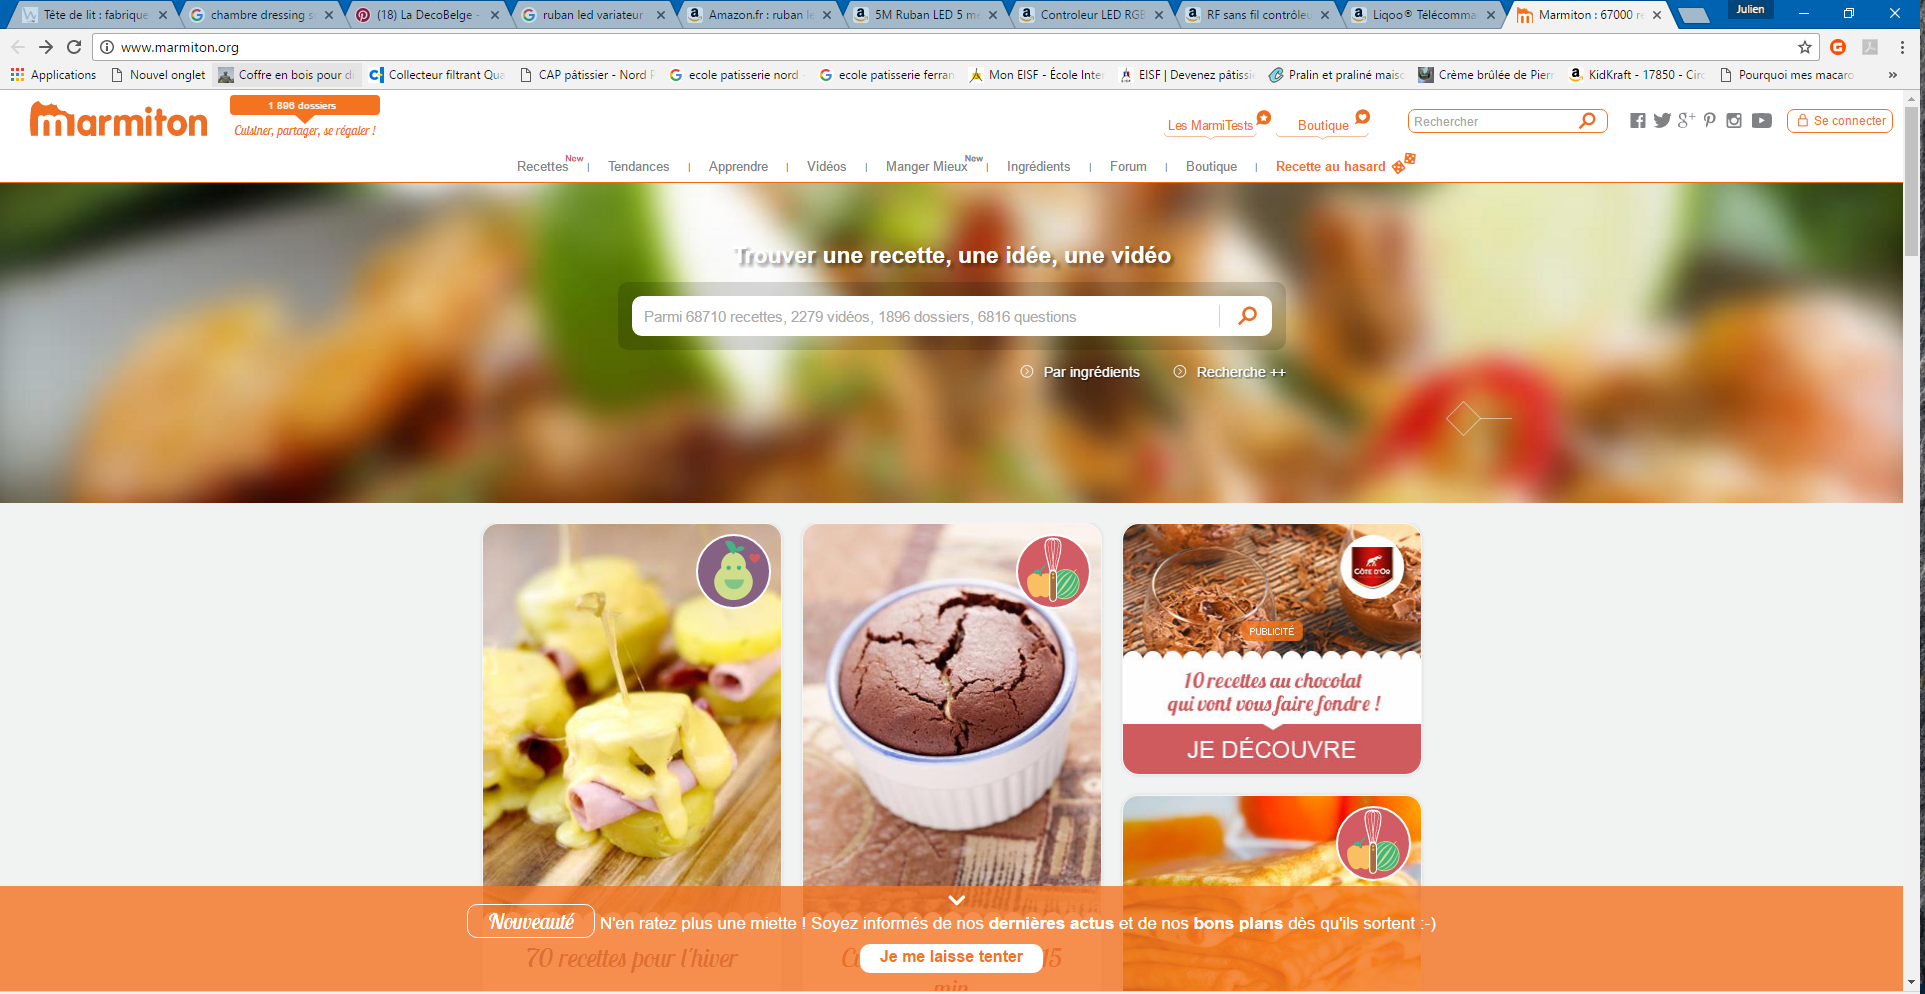 Tête de lit : fabrique
chambre dressing s
(18) La DecoBelge -
ruban led variateur
Amazon.fr : ruban le
5M Ruban LED 5 m
Controleur LED RGB
RF sans fil contrôleu
Liqoo® Télécomma
Marmiton : 67000 r
Julien
www.marmiton.org
Applications
Nouvel onglet
Coffre en bois pour d
Collecteur filtrant Qua
CAP pâtissier - Nord P
ecole patisserie nord -
ecole patisserie ferran
Mon EISF - École Inter
EISF | Devenez pâtissi
Pralin et praliné maiso
Crème brûlée de Pierr
KidKraft - 17850 - Circ
Pourquoi mes macaro
»
marmiton
1 896 dossiers
Cuisiner, partager, se régaler !
Les MarmiTests
Boutique
Rechercher
Se connecter
Recettes New | Tendances | Apprendre | Vidéos | Manger Mieux New | Ingrédients | Forum | Boutique | Recette au hasard
Trouver une recette, une idée, une vidéo
Parmi 68710 recettes, 2279 vidéos, 1896 dossiers, 6816 questions
Par ingrédients
Recherche ++
CÔTE D'OR
PUBLICITÉ
10 recettes au chocolat
qui vont vous faire fondre !
JE DÉCOUVRE
Nouveauté N'en ratez plus une miette ! Soyez informés de nos dernières actus et de nos bons plans dès qu'ils sortent :-)
70 recettes pour l'hiver
Je me laisse tenter
15
min